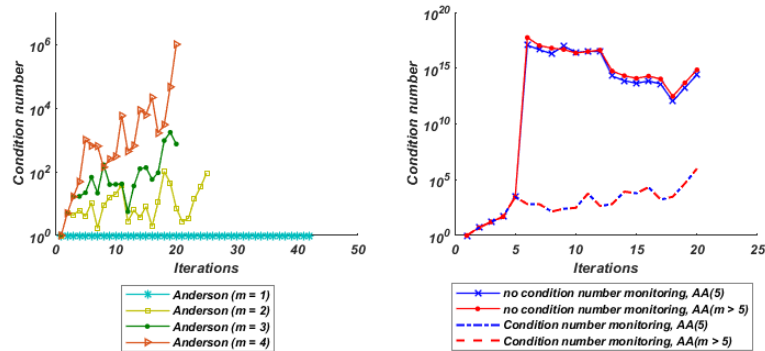 10^6
10^4
10^2
10^0
Condition number
0
10
20
30
40
50
Iterations
Anderson (m = 1)
Anderson (m = 2)
Anderson (m = 3)
Anderson (m = 4)
10^20
10^15
10^10
10^5
10^0
Condition number
0
5
10
15
20
25
Iterations
no condition number monitoring, AA(5)
no condition number monitoring, AA(m > 5)
Condition number monitoring, AA(5)
Condition number monitoring, AA(m > 5)